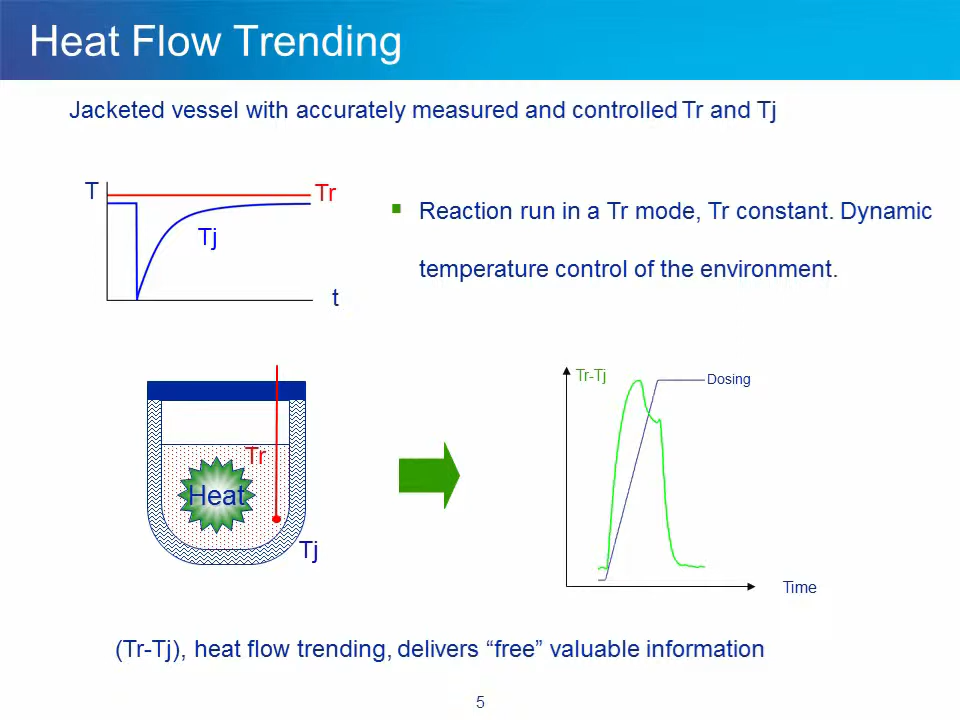 Heat Flow Trending
Jacketed vessel with accurately measured and controlled Tr and Tj
T
Tr
Tj
t
▪ Reaction run in a Tr mode, Tr constant. Dynamic
temperature control of the environment.
Tr
Heat
Tj
Tr-Tj
Dosing
Time
(Tr-Tj), heat flow trending, delivers “free” valuable information
5